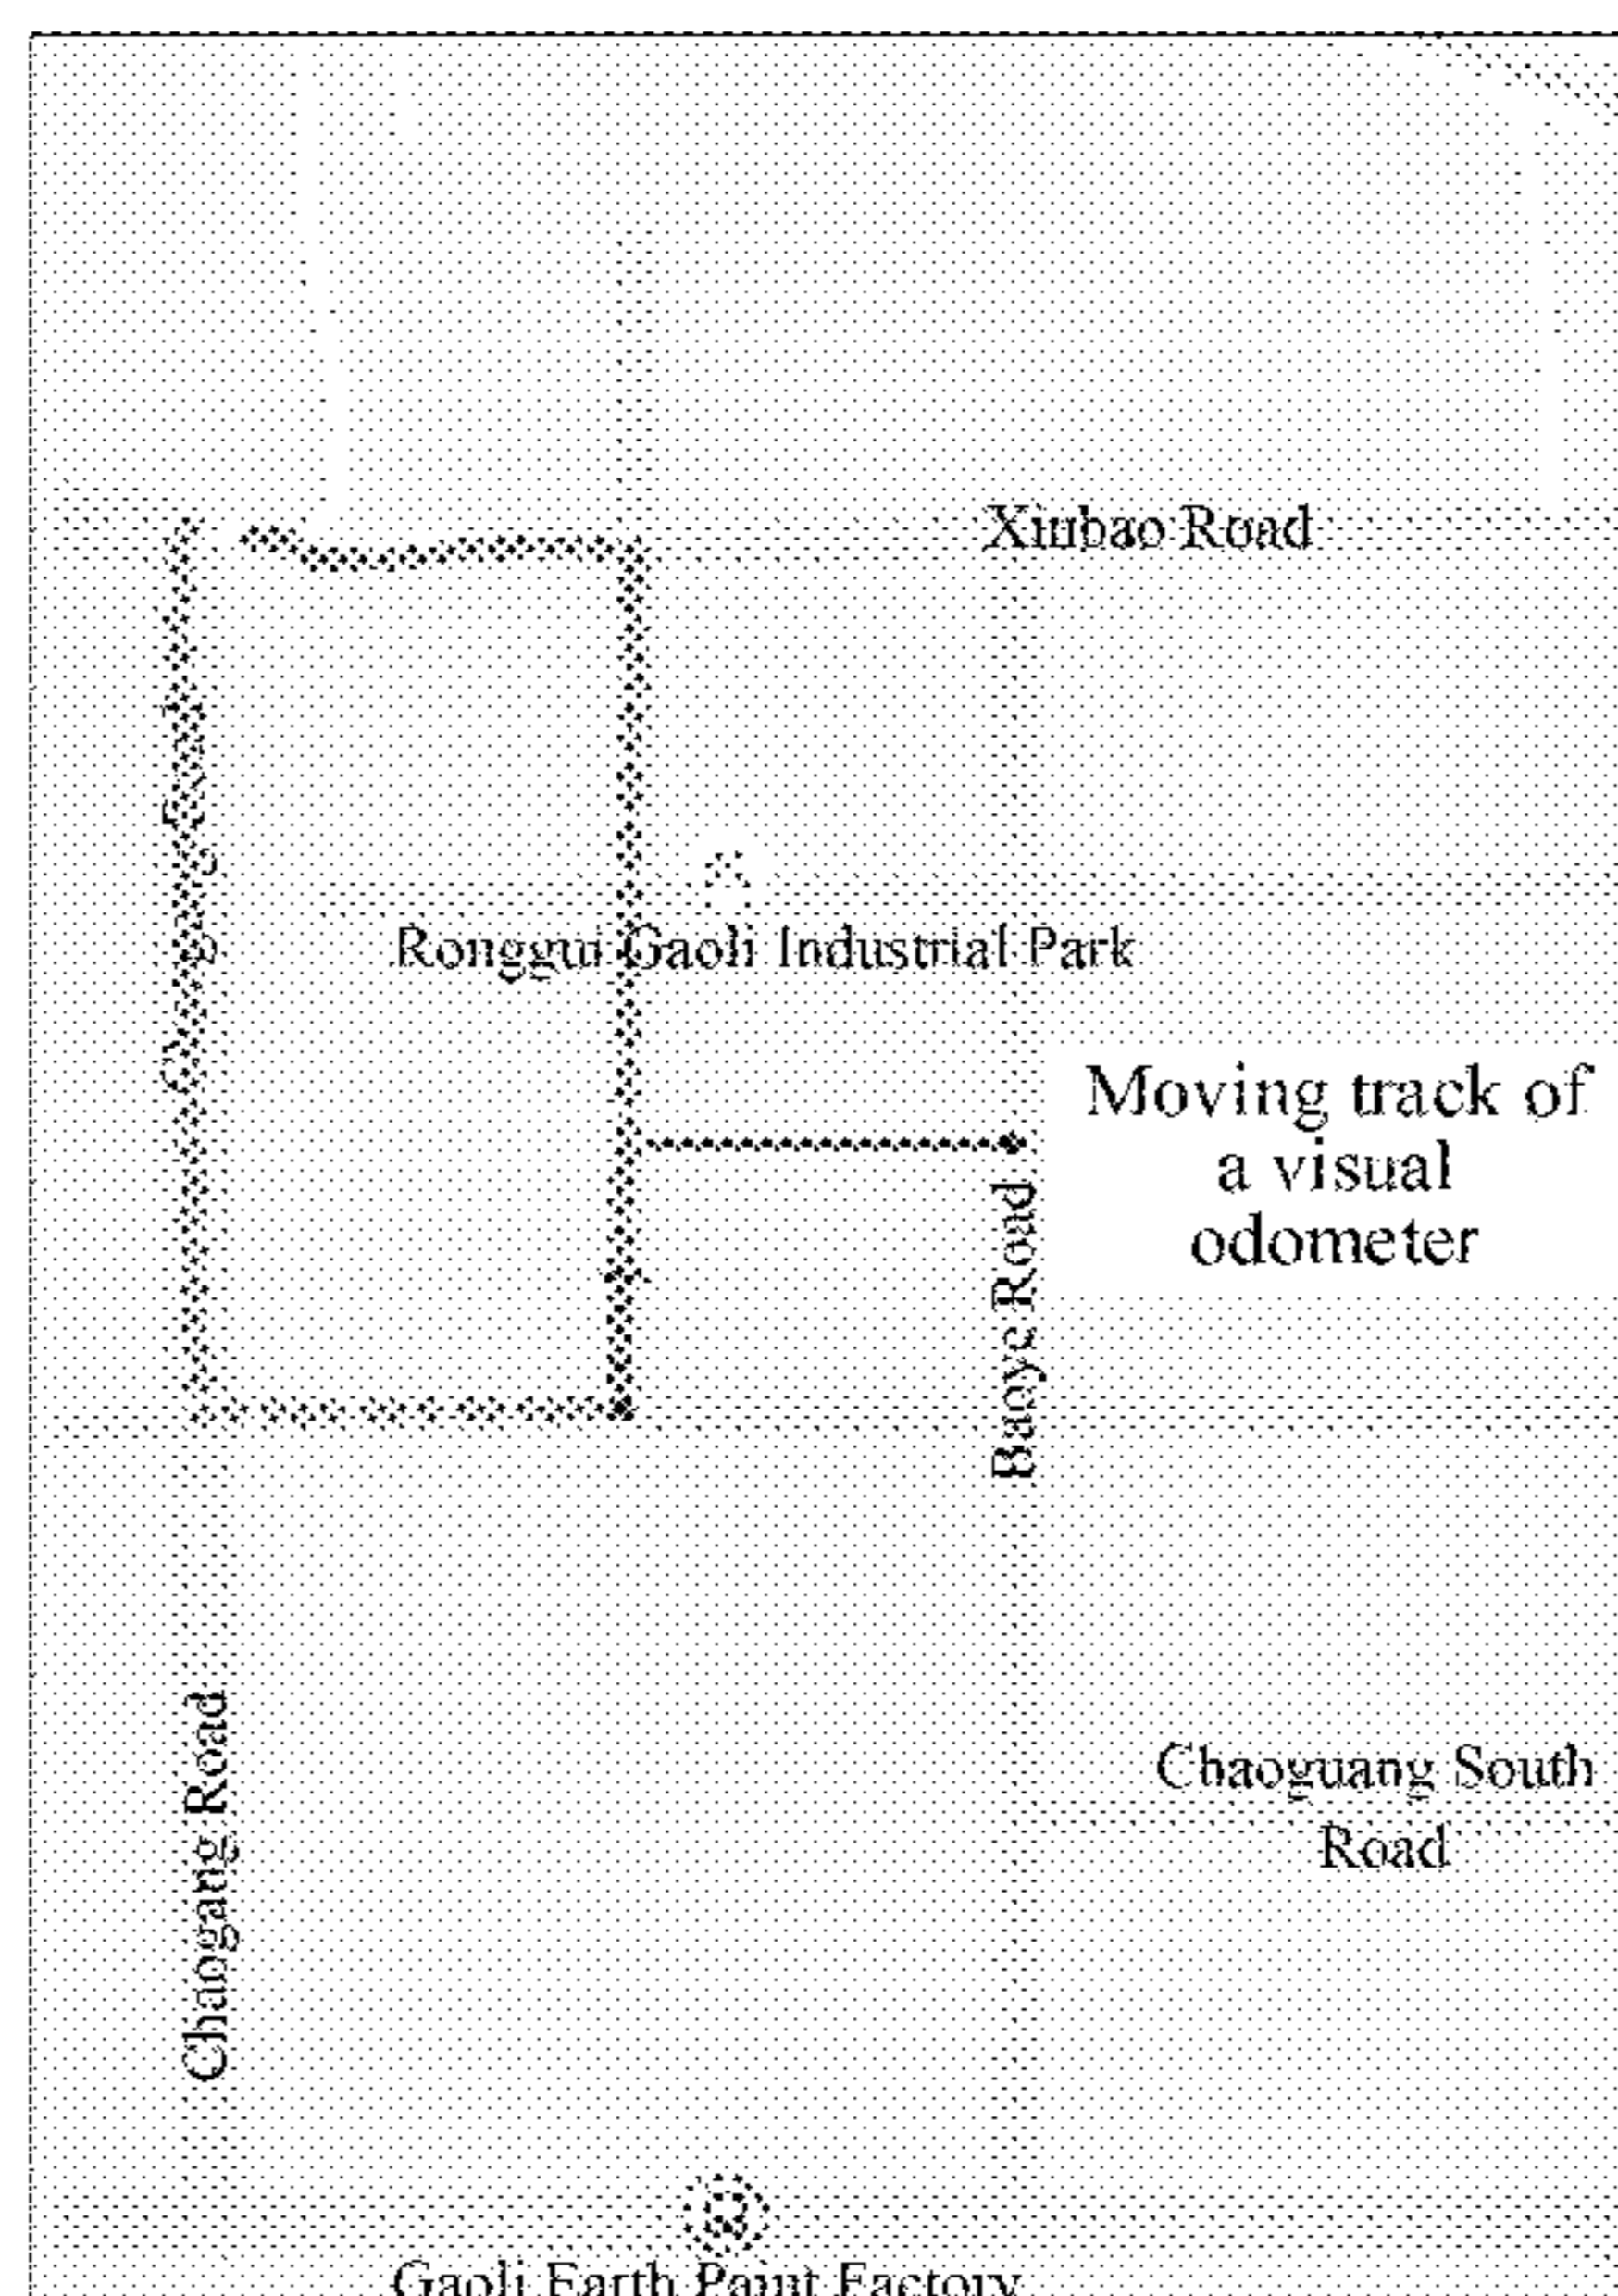 Xinbao Road
Ronggui Gaoli Industrial Park
Moving track of
a visual
odometer
Baoye Road
Chaoguang South
Road
Chaogang Road
Gaoli Earth Paint Factory